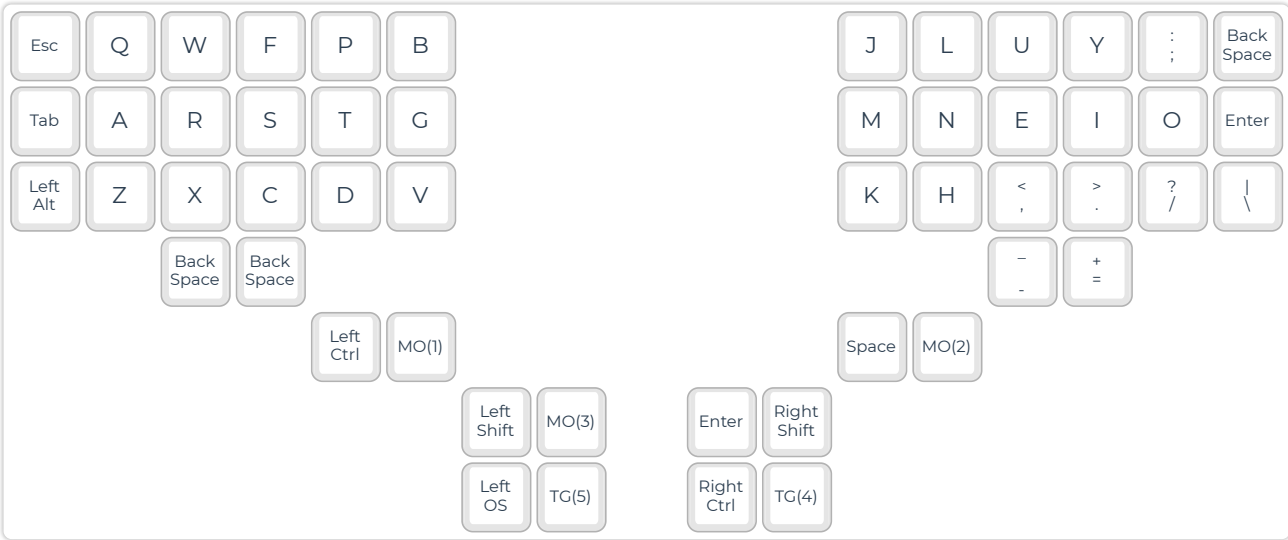 Esc Q W F P B J L U Y : ; Back Space
Tab A R S T G M N E I O Enter
Left Alt Z X C D V K H < , > . ? / | \
Back Space Back Space _ - + =
Left Ctrl MO(1) Space MO(2)
Left Shift MO(3) Enter Right Shift
Left OS TG(5) Right Ctrl TG(4)